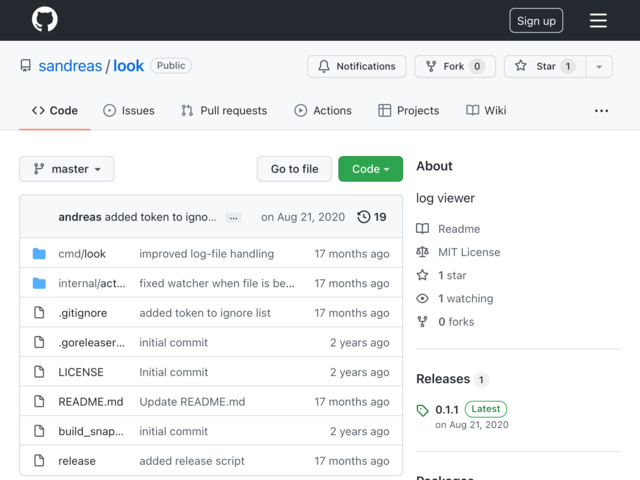 Sign up
sandreas / look Public
Notifications Fork 0 Star 1
Code Issues Pull requests Actions Projects Wiki ...
master Go to file Code
andreas added token to igno... ... on Aug 21, 2020 19
cmd/look improved log-file handling 17 months ago
internal/act... fixed watcher when file is be... 17 months ago
.gitignore added token to ignore list 17 months ago
.goreleaser... initial commit 2 years ago
LICENSE Initial commit 2 years ago
README.md Update README.md 17 months ago
build_snap... initial commit 2 years ago
release added release script 17 months ago
About
log viewer
Readme
MIT License
1 star
1 watching
0 forks
Releases 1
0.1.1 Latest
on Aug 21, 2020